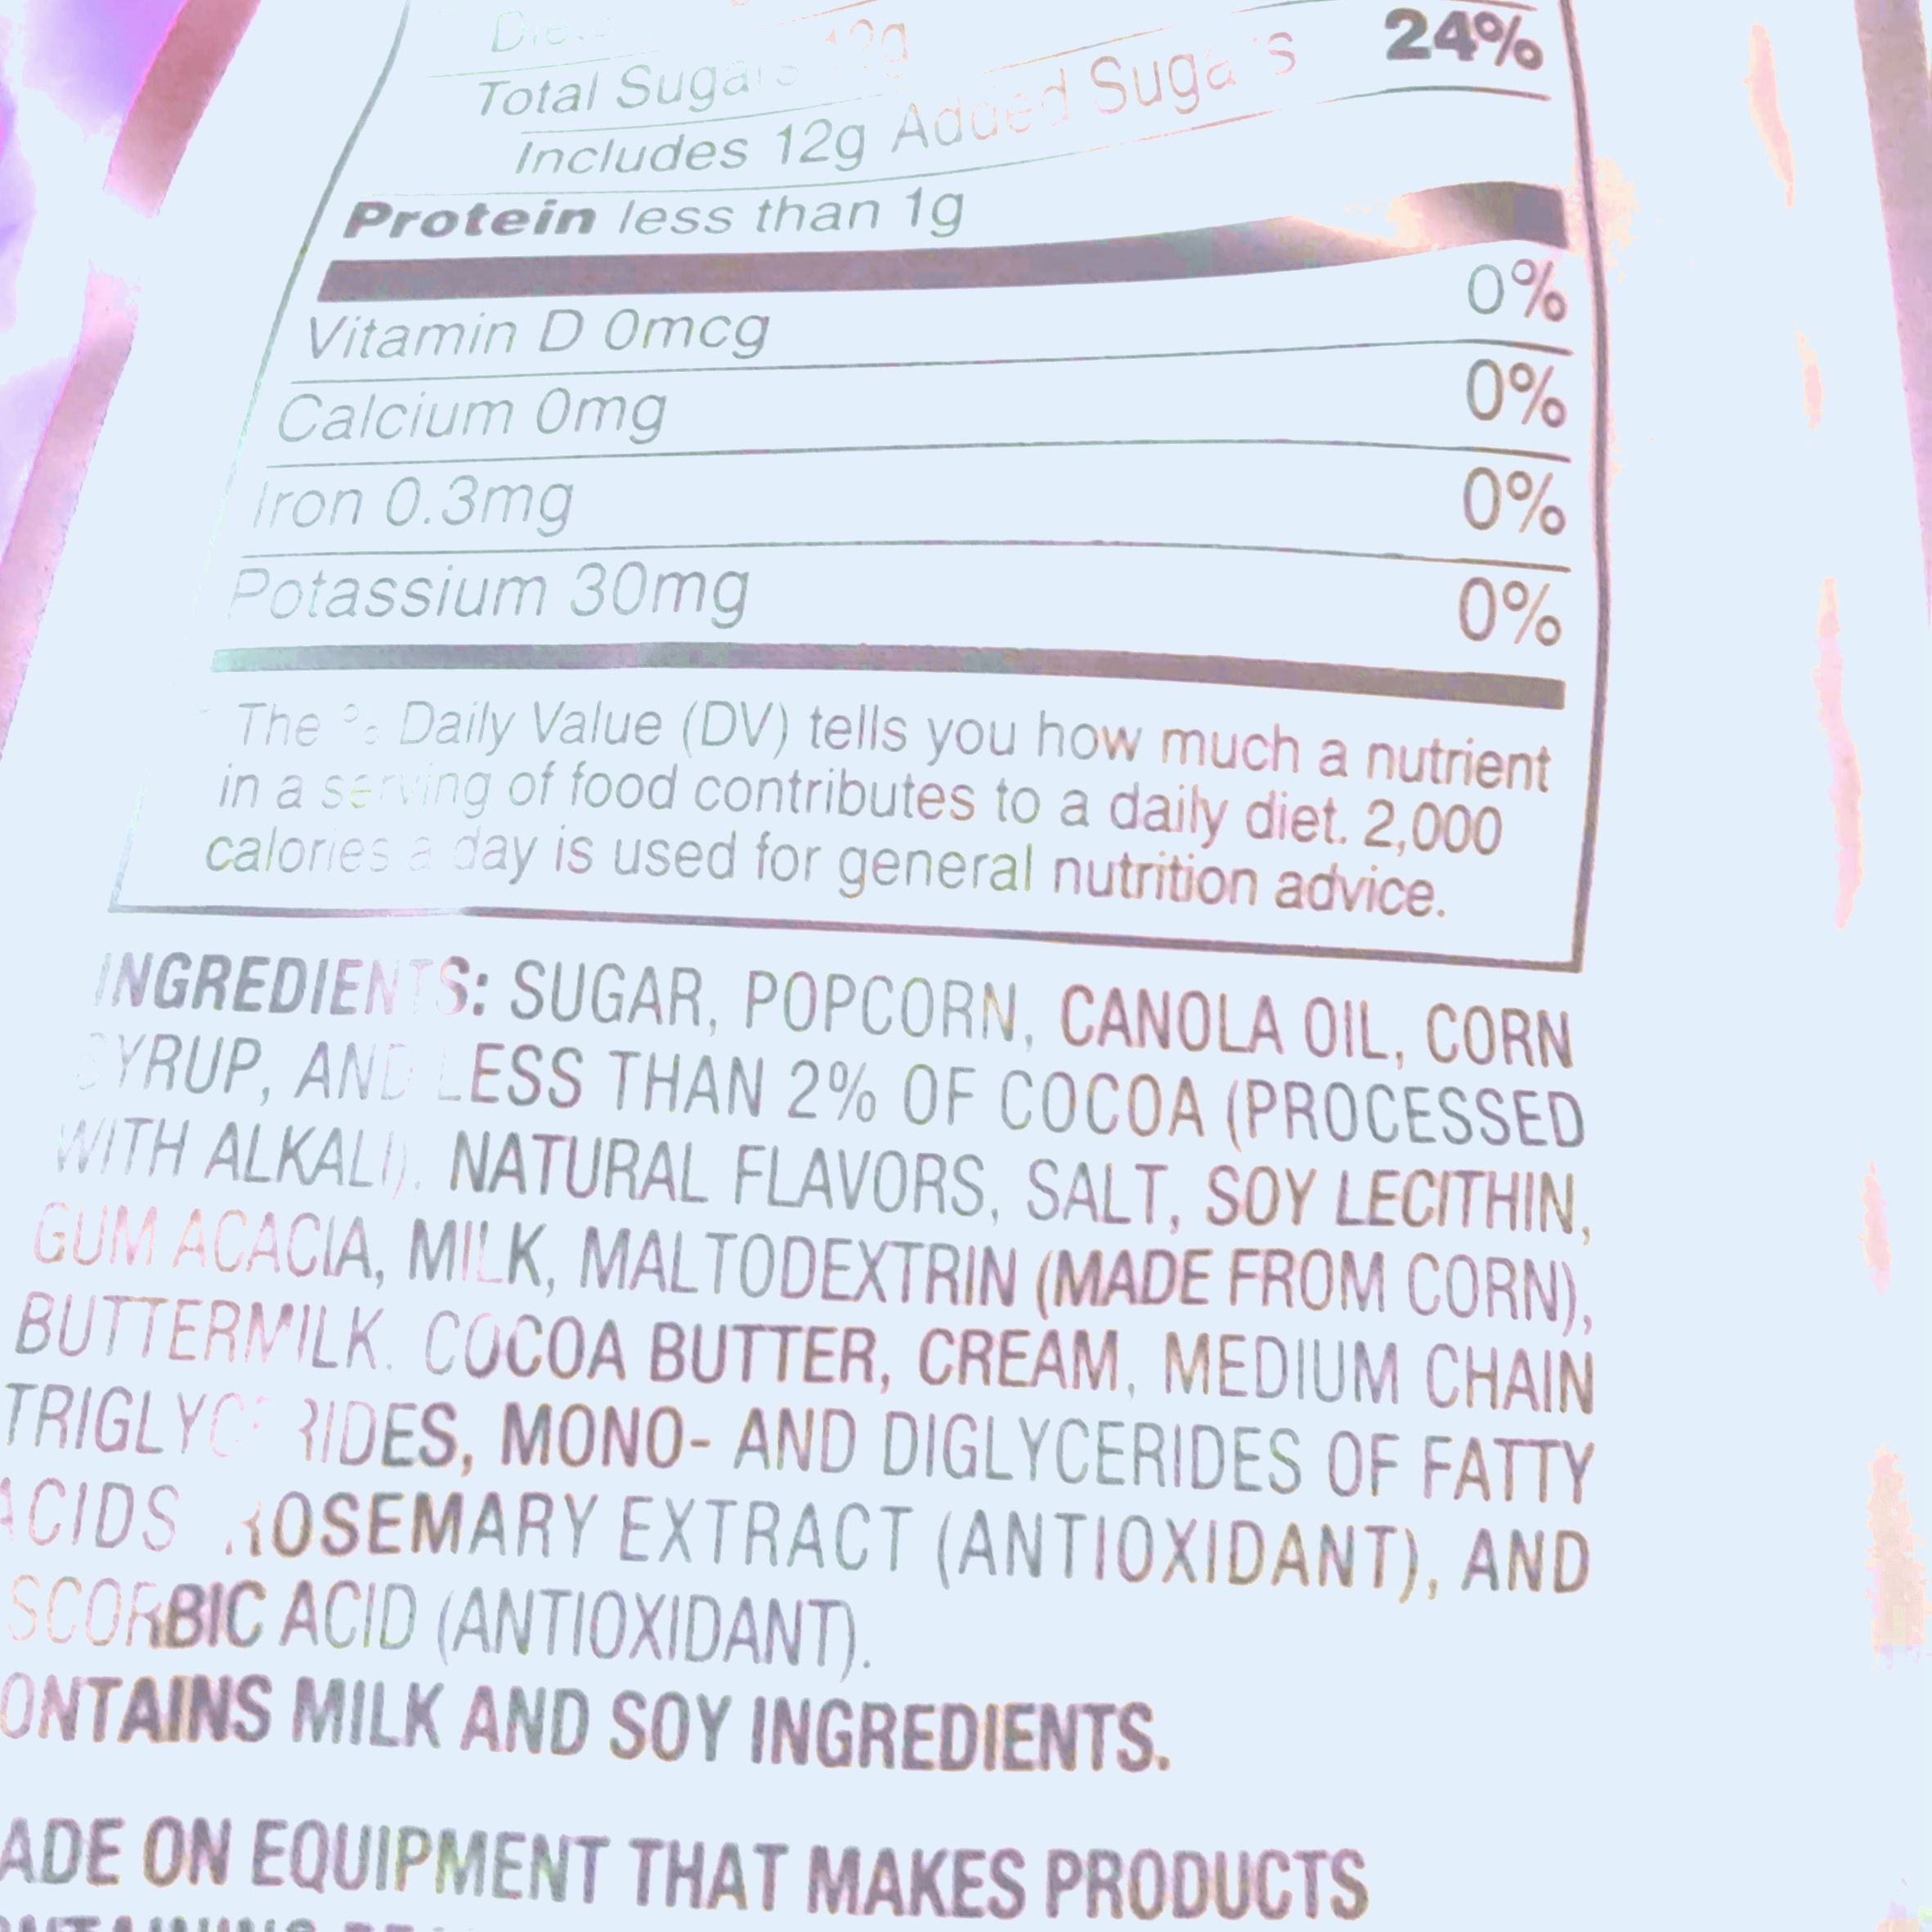 Total Sugars 12g
Includes 12g Added Sugars 24%
Protein less than 1g
Vitamin D 0mcg 0%
Calcium 0mg 0%
Iron 0.3mg 0%
Potassium 30mg 0%
The % Daily Value (DV) tells you how much a nutrient
in a serving of food contributes to a daily diet. 2,000
calories a day is used for general nutrition advice.
INGREDIENTS: SUGAR, POPCORN, CANOLA OIL, CORN
SYRUP, AND LESS THAN 2% OF COCOA (PROCESSED
WITH ALKALI), NATURAL FLAVORS, SALT, SOY LECITHIN,
GUM ACACIA, MILK, MALTODEXTRIN (MADE FROM CORN),
BUTTERMILK, COCOA BUTTER, CREAM, MEDIUM CHAIN
TRIGLYCERIDES, MONO- AND DIGLYCERIDES OF FATTY
ACIDS, ROSEMARY EXTRACT (ANTIOXIDANT), AND
SCORBIC ACID (ANTIOXIDANT).
ONTAINS MILK AND SOY INGREDIENTS.
ADE ON EQUIPMENT THAT MAKES PRODUCTS